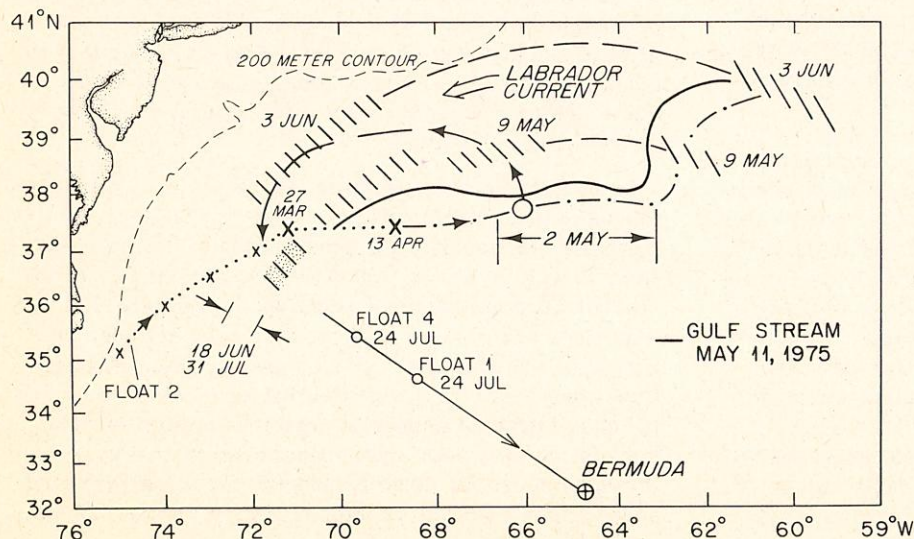 41°N
40°
39°
38°
37°
36°
35°
34°
33°
32°
200 METER CONTOUR
LABRADOR
CURRENT
3 JUN
3 JUN
9 MAY
9 MAY
27
MAR
13 APR
2 MAY
18 JUN
31 JUL
FLOAT 2
FLOAT 4
24 JUL
FLOAT 1
24 JUL
GULF STREAM
MAY 11, 1975
BERMUDA
76° 74° 72° 70° 68° 66° 64° 62° 60° 59°W